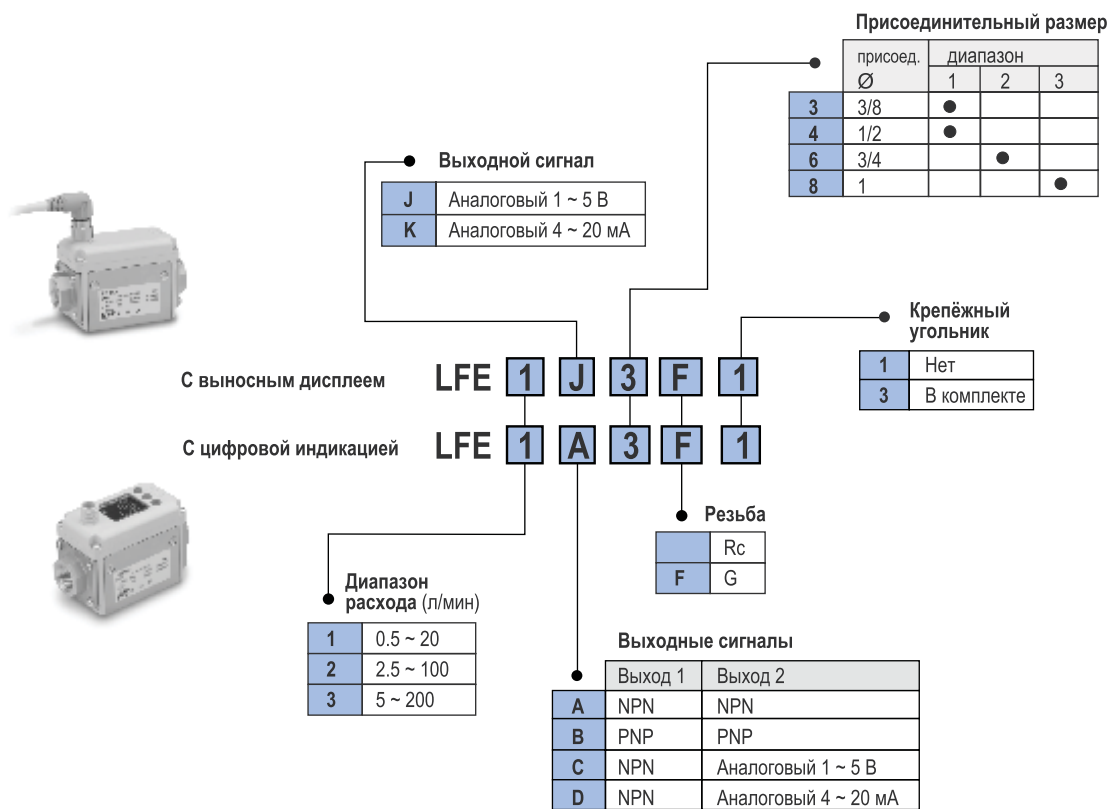 Присоединительный размер
присоед. диапазон
Ø 1 2 3
3 3/8 ●
4 1/2 ●
6 3/4 ●
8 1 ●
Выходной сигнал
J Аналоговый 1 ~ 5 В
K Аналоговый 4 ~ 20 мА
Крепёжный
угольник
1 Нет
3 В комплекте
С выносным дисплеем LFE 1 J 3 F 1
С цифровой индикацией LFE 1 A 3 F 1
Резьба
Rc
F G
Диапазон
расхода (л/мин)
1 0.5 ~ 20
2 2.5 ~ 100
3 5 ~ 200
Выходные сигналы
Выход 1 Выход 2
A NPN NPN
B PNP PNP
C NPN Аналоговый 1 ~ 5 В
D NPN Аналоговый 4 ~ 20 мА